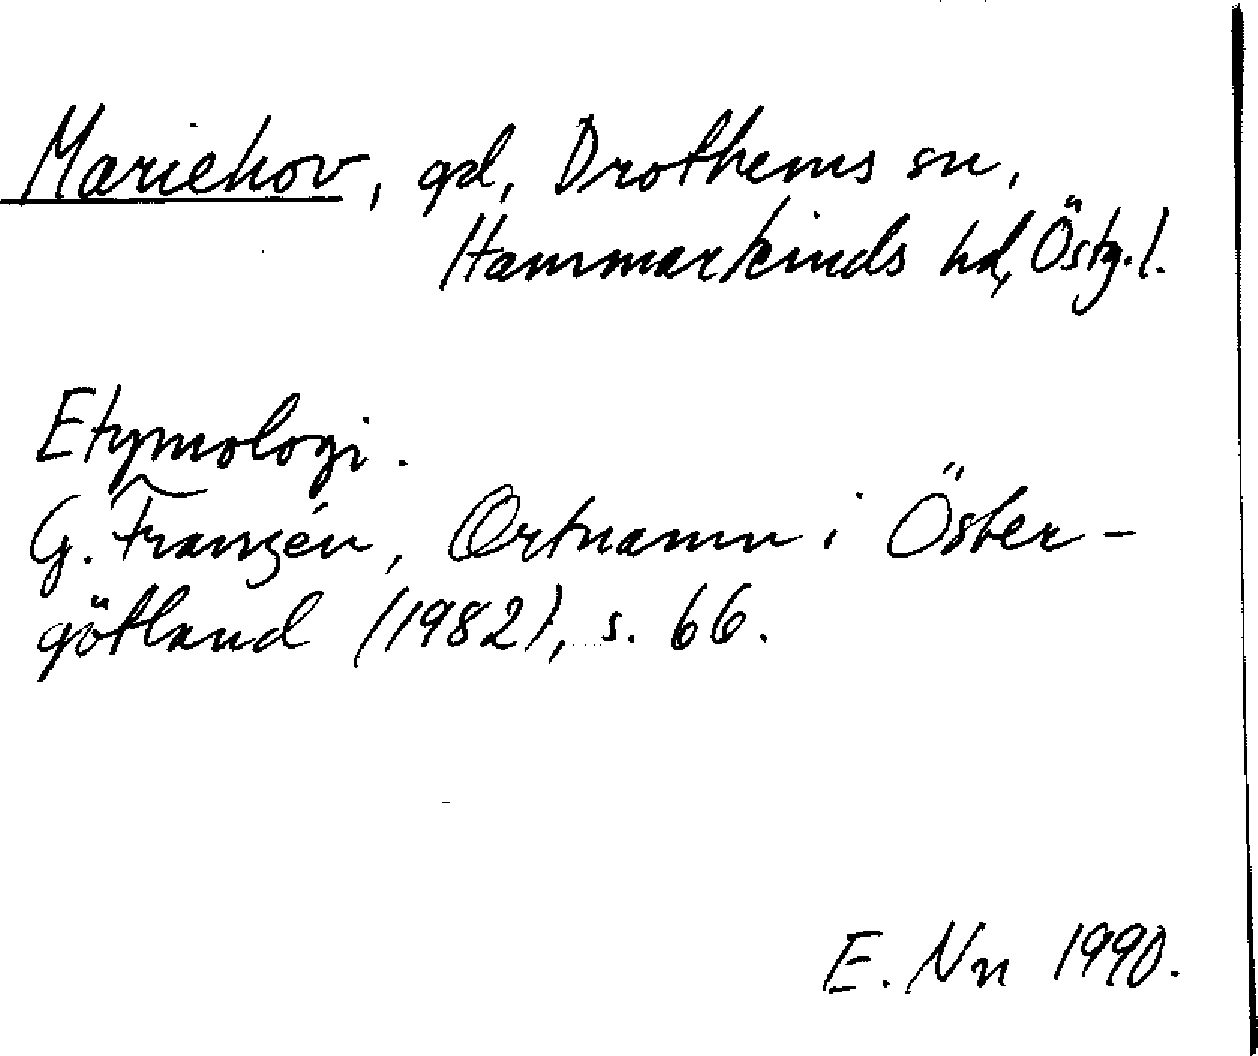 Mariehov, gd, Drothems sn,
Hammarkinds hd, Östg.l.
Etymologi.
G. Franzén, Ortnamn i Öster-
götland (1982), s. 66.
E. Nn 1990.